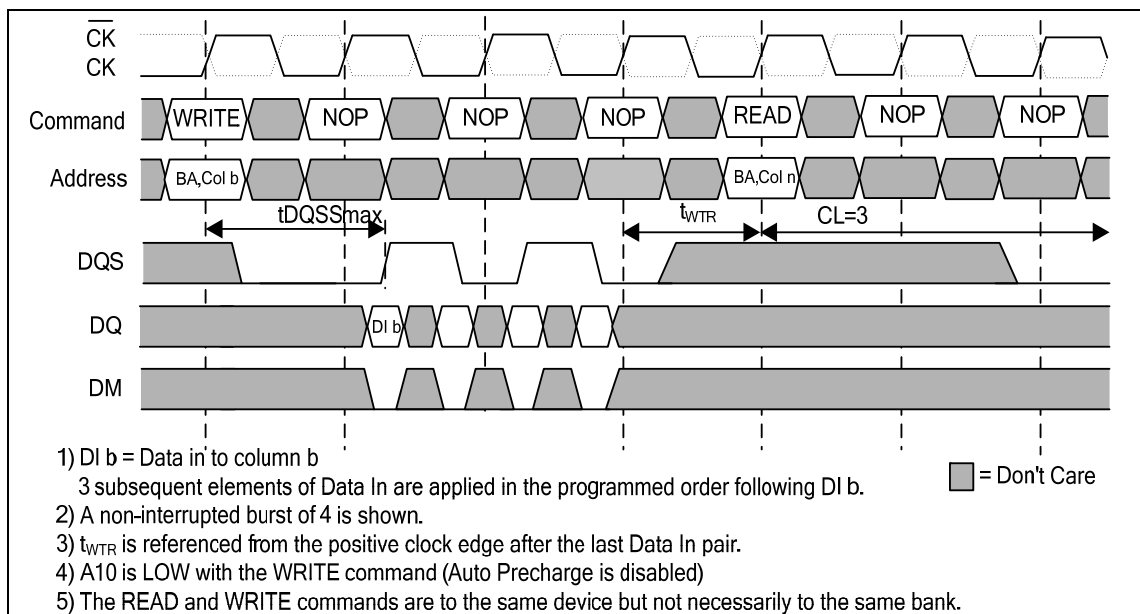 CK
CK
Command WRITE NOP NOP NOP READ NOP NOP
Address BA,Col b BA,Col n
tDQSSmax tWTR CL=3
DQS
DQ DI b
DM
1) DI b = Data in to column b
3 subsequent elements of Data In are applied in the programmed order following DI b.
= Don't Care
2) A non-interrupted burst of 4 is shown.
3) tWTR is referenced from the positive clock edge after the last Data In pair.
4) A10 is LOW with the WRITE command (Auto Precharge is disabled)
5) The READ and WRITE commands are to the same device but not necessarily to the same bank.